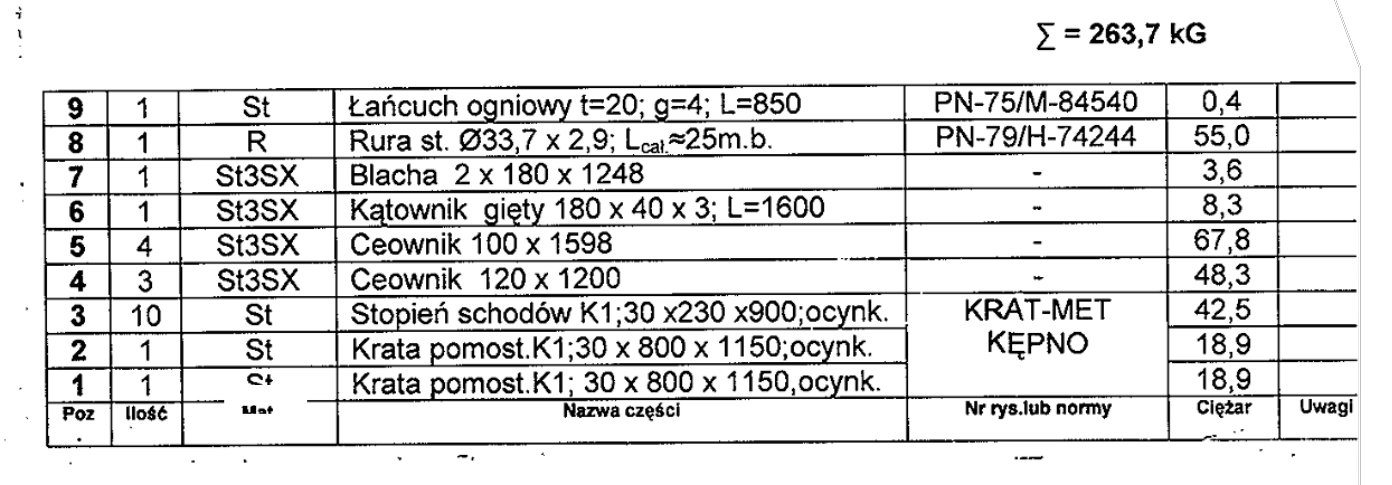 ∑ = 263,7 kG
9 1 St Łańcuch ogniowy t=20; g=4; L=850 PN-75/M-84540 0,4
8 1 R Rura st. Ø33,7 x 2,9; Lcał.≈25m.b. PN-79/H-74244 55,0
7 1 St3SX Blacha 2 x 180 x 1248 - 3,6
6 1 St3SX Kątownik gięty 180 x 40 x 3; L=1600 - 8,3
5 4 St3SX Ceownik 100 x 1598 - 67,8
4 3 St3SX Ceownik 120 x 1200 - 48,3
3 10 St Stopień schodów K1;30 x230 x900;ocynk. KRAT-MET 42,5
2 1 St Krata pomost.K1;30 x 800 x 1150;ocynk. KĘPNO 18,9
1 1 St Krata pomost.K1; 30 x 800 x 1150,ocynk. 18,9
Poz Ilość Mat Nazwa części Nr rys.lub normy Ciężar Uwagi